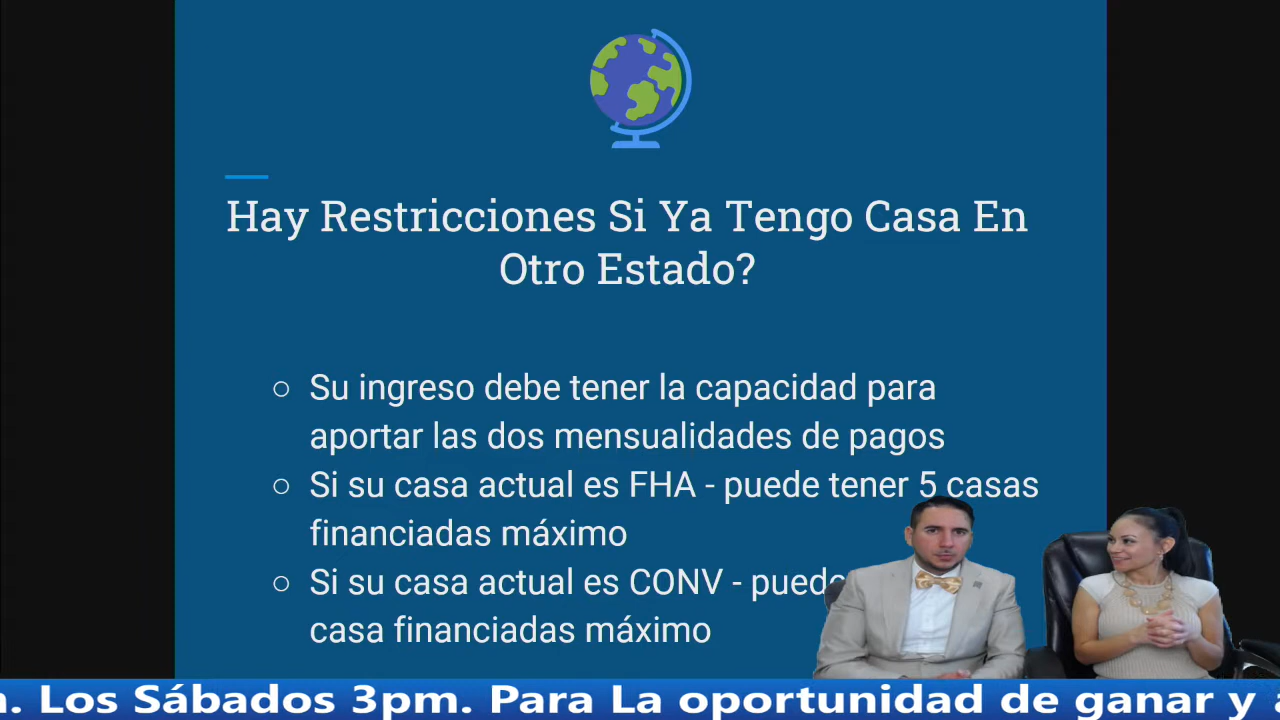 Hay Restricciones Si Ya Tengo Casa En
Otro Estado?
Su ingreso debe tener la capacidad para
aportar las dos mensualidades de pagos
Si su casa actual es FHA - puede tener 5 casas
financiadas máximo
Si su casa actual es CONV - puede
casa financiadas máximo
. Los Sábados 3pm. Para La oportunidad de ganar y